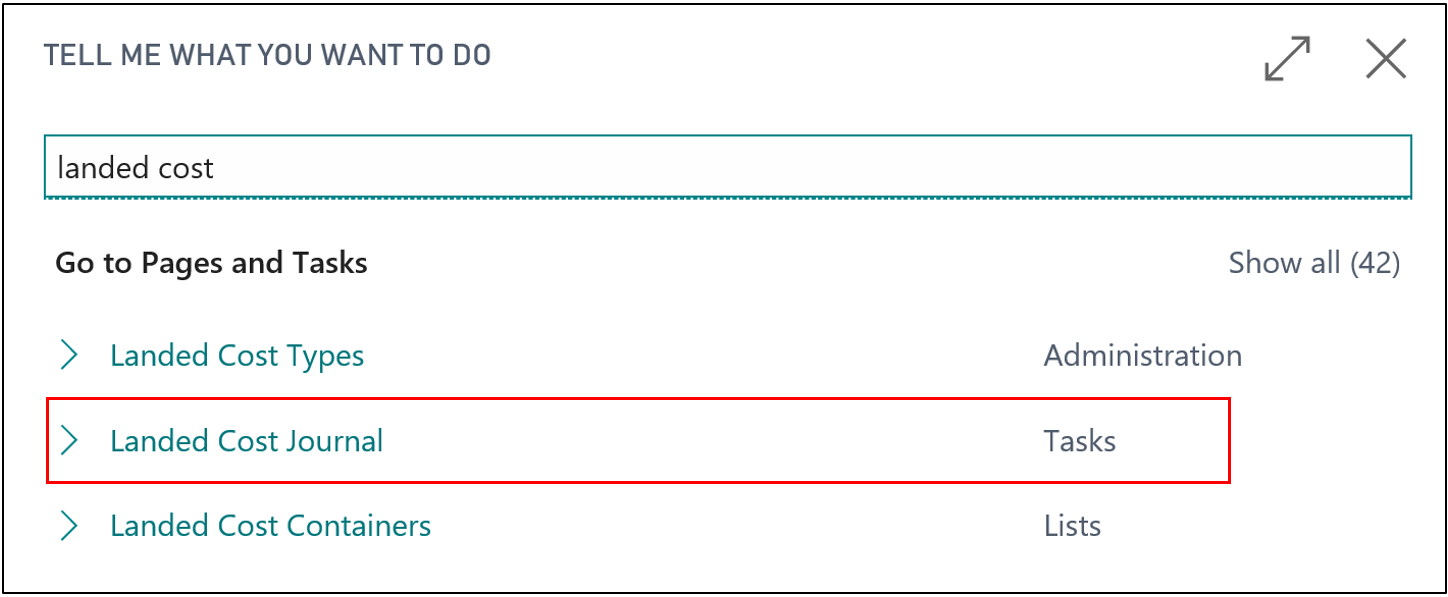 TELL ME WHAT YOU WANT TO DO
landed cost
Go to Pages and Tasks Show all (42)
Landed Cost Types Administration
Landed Cost Journal Tasks
Landed Cost Containers Lists